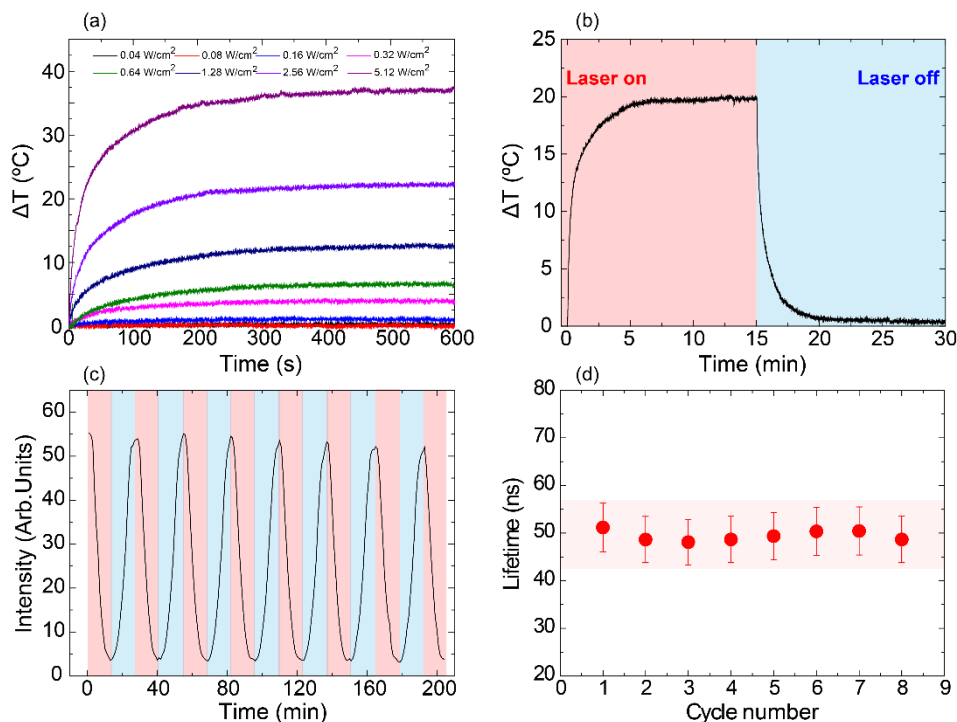 (a)
0.04 W/cm² 0.08 W/cm² 0.16 W/cm² 0.32 W/cm²
0.64 W/cm² 1.28 W/cm² 2.56 W/cm² 5.12 W/cm²
40
30
20
10
0
ΔT (ºC)
0 100 200 300 400 500 600
Time (s)
(b)
Laser on Laser off
25
20
15
10
5
0
ΔT (ºC)
0 5 10 15 20 25 30
Time (min)
(c)
60
50
40
30
20
10
0
Intensity (Arb.Units)
0 40 80 120 160 200
Time (min)
(d)
80
70
60
50
40
30
20
Lifetime (ns)
0 1 2 3 4 5 6 7 8 9
Cycle number